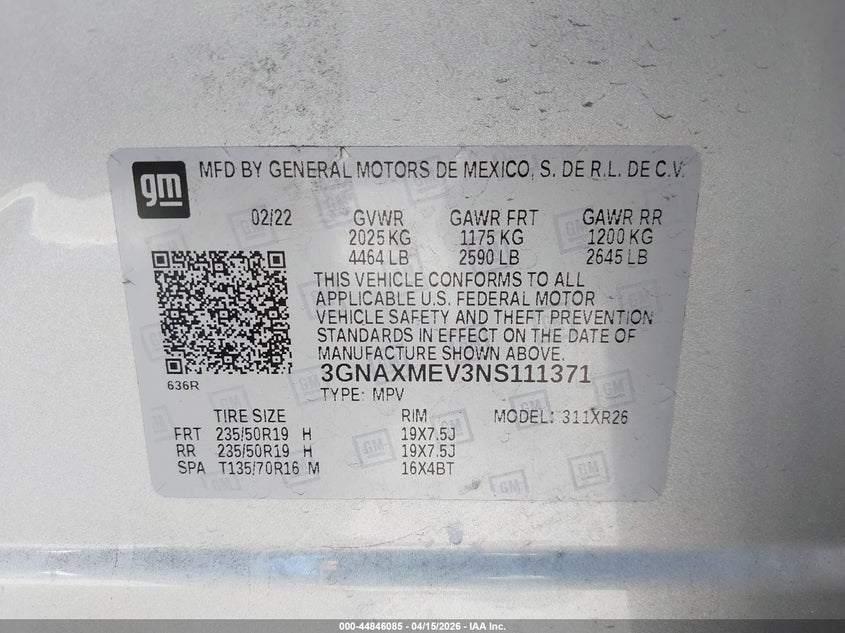 gm MFD BY GENERAL MOTORS DE MEXICO, S. DE R.L. DE C.V.
02/22 GVWR GAWR FRT GAWR RR
2025 KG 1175 KG 1200 KG
4464 LB 2590 LB 2645 LB
THIS VEHICLE CONFORMS TO ALL
APPLICABLE U.S. FEDERAL MOTOR
VEHICLE SAFETY AND THEFT PREVENTION
STANDARDS IN EFFECT ON THE DATE OF
MANUFACTURE SHOWN ABOVE.
636R 3GNAXMEV3NS111371
TYPE: MPV
TIRE SIZE RIM MODEL: 311XR26
FRT 235/50R19 H 19X7.5J
RR 235/50R19 H 19X7.5J
SPA T135/70R16 M 16X4BT
000-44846085 - 04/15/2026 - IAA Inc.